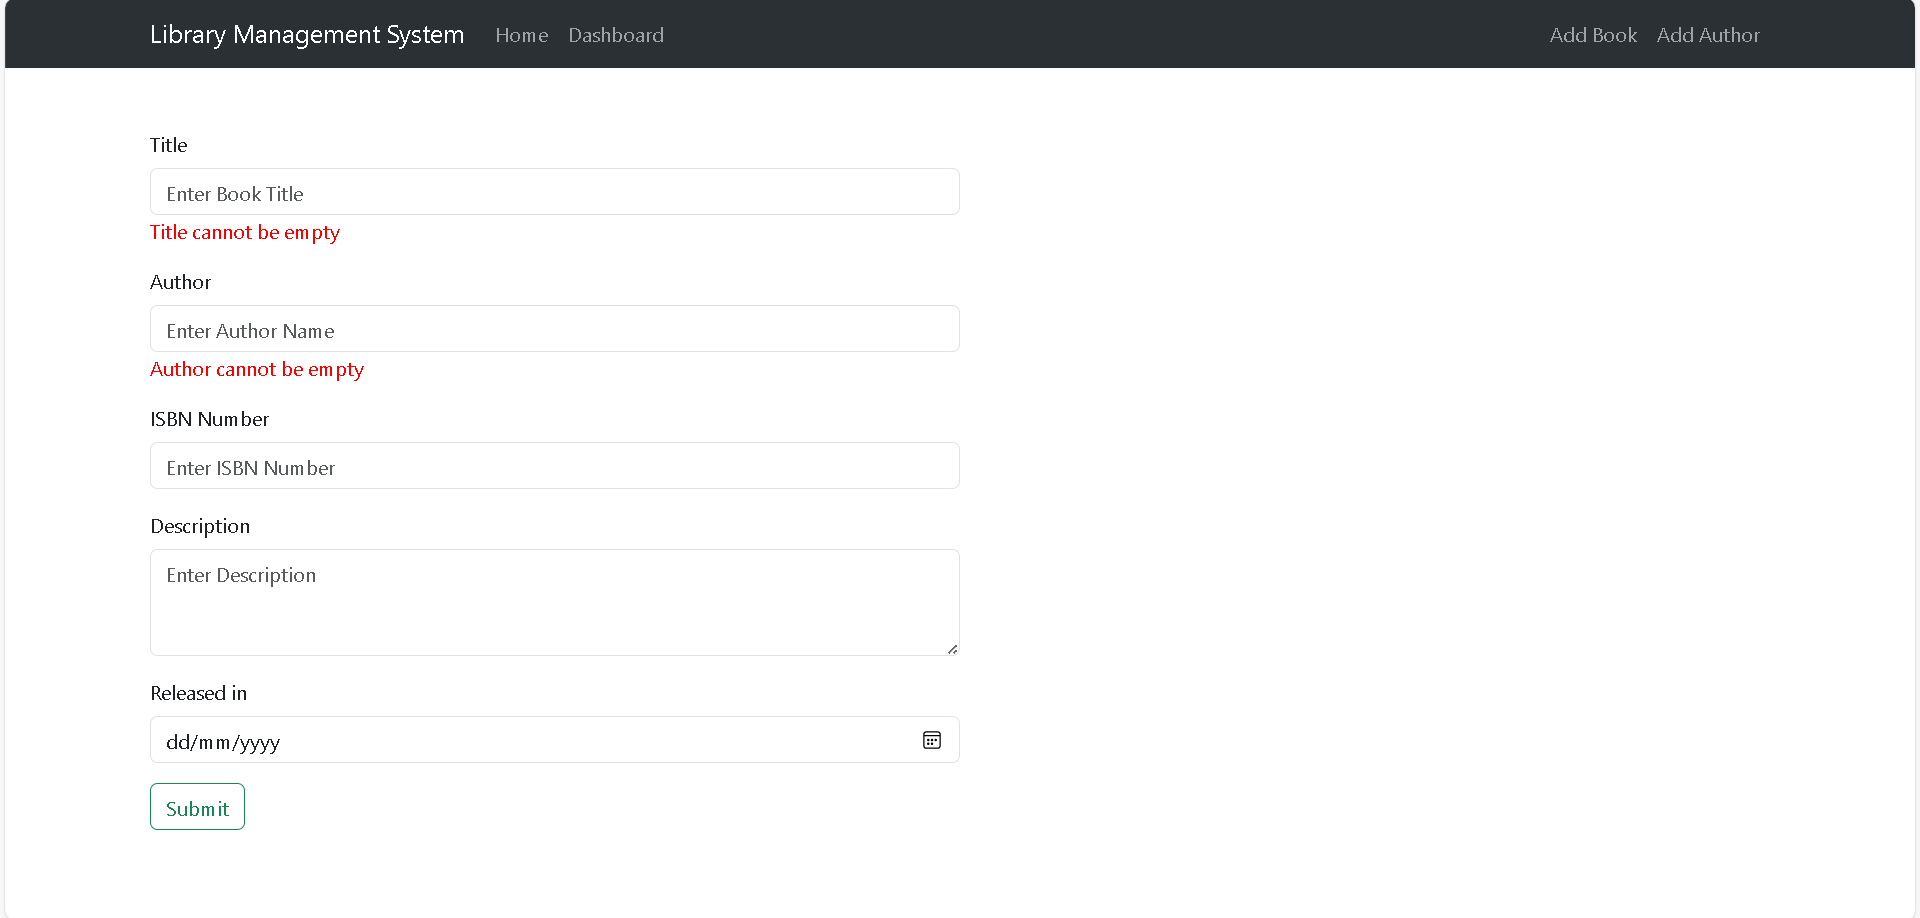 Library Management System Home Dashboard Add Book Add Author
Title
Enter Book Title
Title cannot be empty
Author
Enter Author Name
Author cannot be empty
ISBN Number
Enter ISBN Number
Description
Enter Description
Released in
dd/mm/yyyy
Submit